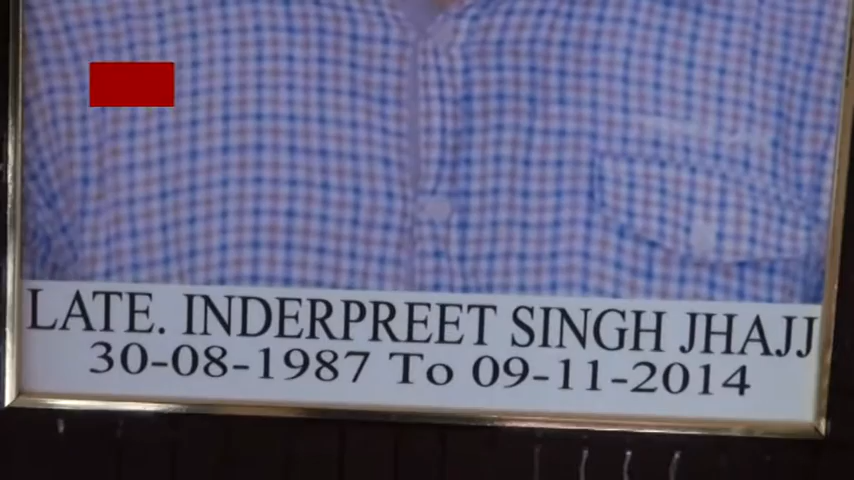 LATE. INDERPREET SINGH JHAJJ
30-08-1987 To 09-11-2014